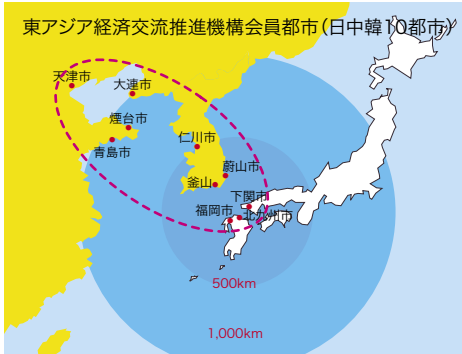 東アジア経済交流推進機構会員都市(日中韓10都市)
天津市
大連市
煙台市
青島市
仁川市
蔚山市
釜山
下関市
福岡市
北九州市
500km
1,000km